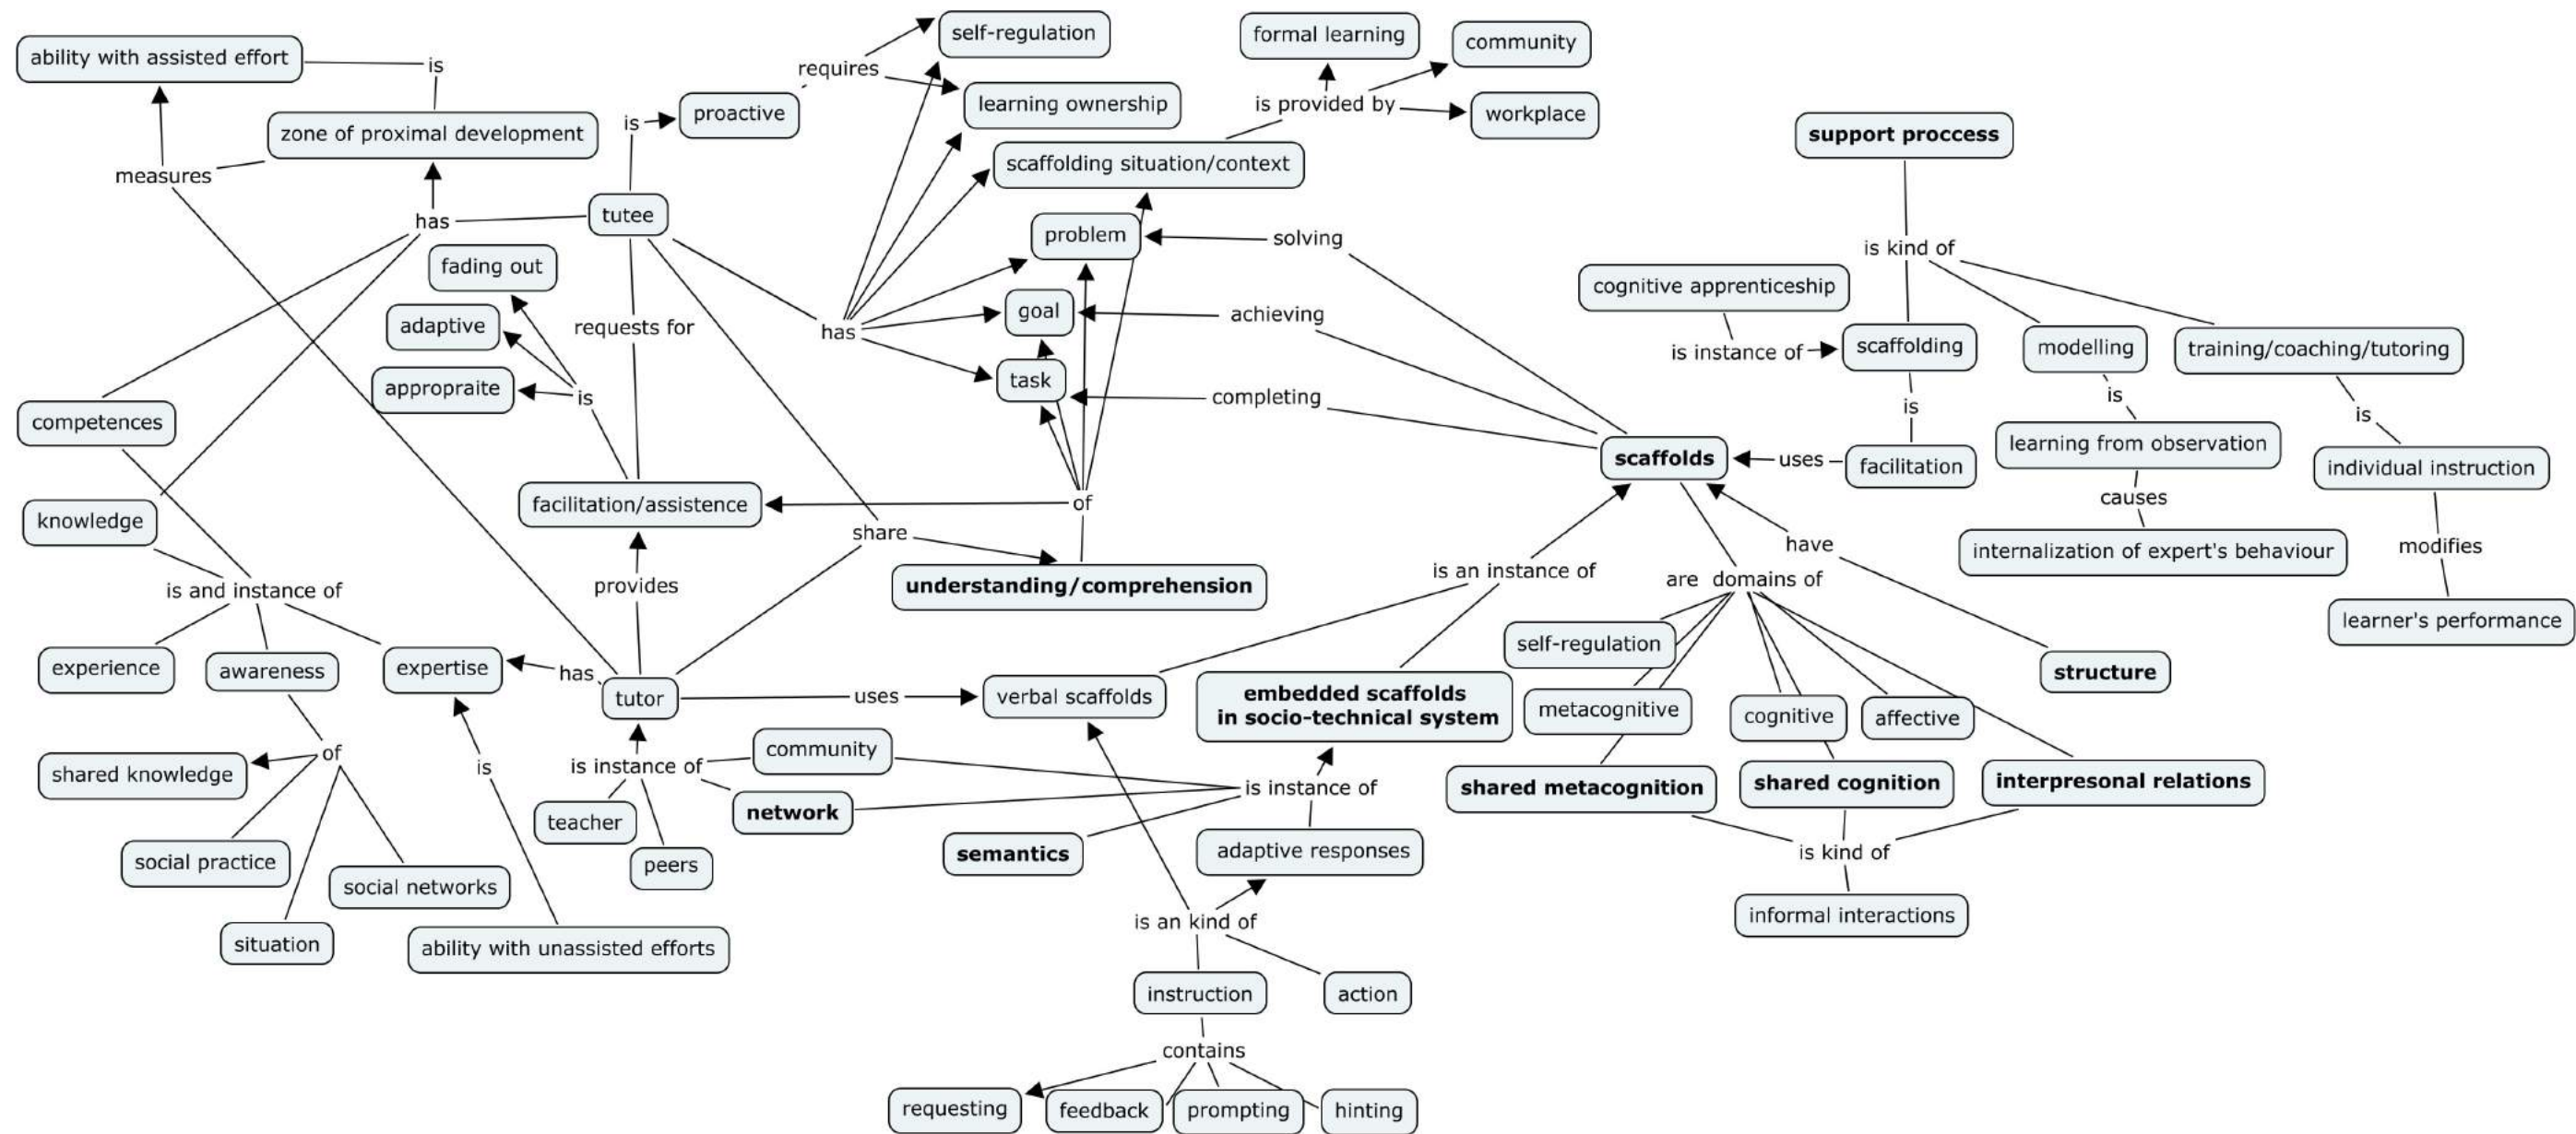 self-regulation
formal learning
community
ability with assisted effort
is
requires
learning ownership
is provided by
workplace
proactive
is
zone of proximal development
support proccess
scaffolding situation/context
measures
has
tutee
problem
solving
is kind of
fading out
cognitive apprenticeship
goal
achieving
adaptive
requests for
has
scaffolding
modelling
training/coaching/tutoring
is instance of
appropraite
is
task
completing
is
is
is
competences
learning from observation
scaffolds
uses
facilitation
individual instruction
facilitation/assistence
of
causes
knowledge
share
have
internalization of expert's behaviour
modifies
provides
understanding/comprehension
is an instance of
are domains of
is and instance of
learner's performance
self-regulation
experience
awareness
expertise
has
structure
tutor
uses
verbal scaffolds
embedded scaffolds
in socio-technical system
metacognitive
cognitive
affective
of
community
shared knowledge
is
is instance of
is instance of
shared metacognition
shared cognition
interpresonal relations
network
teacher
semantics
adaptive responses
is kind of
social practice
peers
social networks
informal interactions
is an kind of
situation
ability with unassisted efforts
instruction
action
contains
requesting
feedback
prompting
hinting